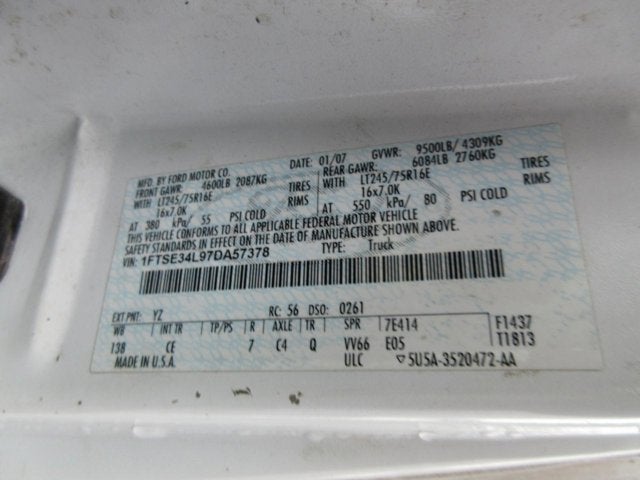 MFD. BY FORD MOTOR CO.
DATE: 01/07 GVWR: 9500LB/ 4309KG
FRONT GAWR: 4600LB 2087KG
REAR GAWR: 6084LB 2760KG
WITH LT245/75R16E TIRES
WITH LT245/75R16E TIRES
16x7.0K RIMS
16x7.0K RIMS
AT 380 kPa/ 55 PSI COLD
AT 550 kPa/ 80 PSI COLD
THIS VEHICLE CONFORMS TO ALL APPLICABLE FEDERAL MOTOR VEHICLE
SAFETY STANDARDS IN EFFECT ON THE DATE OF MANUFACTURE SHOWN ABOVE.
VIN: 1FTSE34L97DA57378 TYPE: Truck
EXT PNT: YZ RC: 56 DSO: 0261
WB INT TR TP/PS R AXLE TR SPR 7E414 F1437
138 CE 7 C4 Q VV66 E05 T1813
MADE IN U.S.A. ULC ▽5U5A-3520472-AA